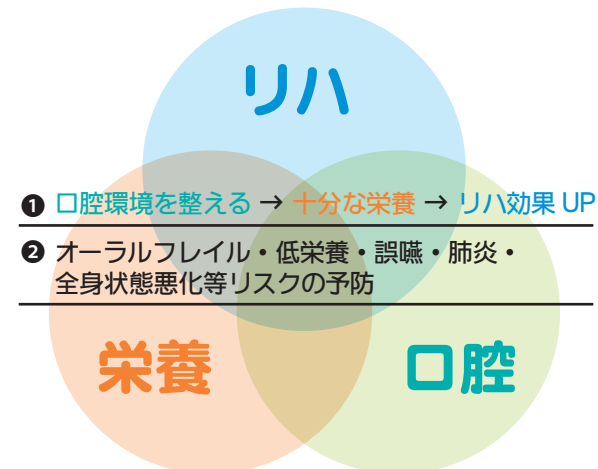 リハ
❶ 口腔環境を整える → 十分な栄養 → リハ効果 UP
❷ オーラルフレイル・低栄養・誤嚥・肺炎・
全身状態悪化等リスクの予防
栄養
口腔